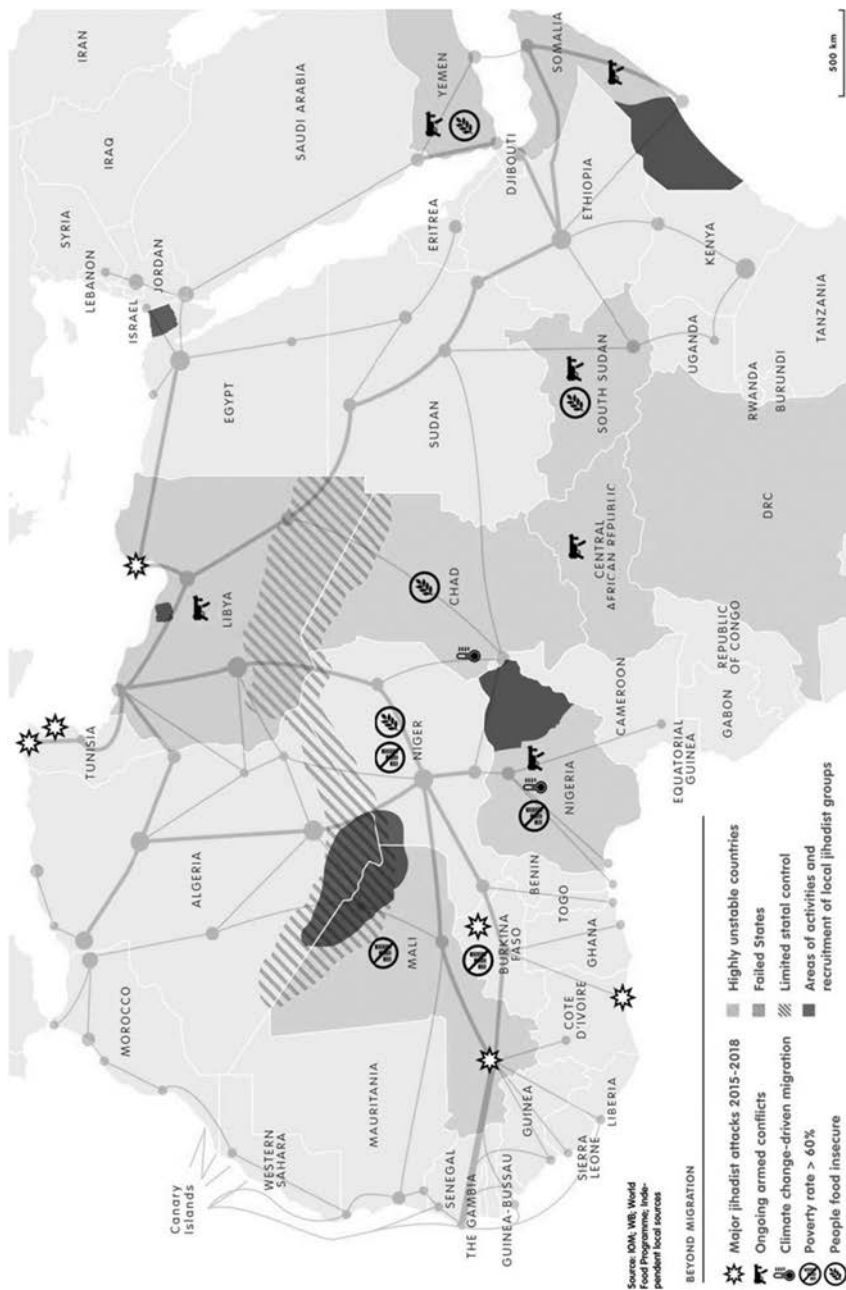 TUNISIA
LEBANON
SYRIA
IRAN
IRAQ
ISRAEL
JORDAN
MOROCCO
ALGERIA
LIBYA
EGYPT
SAUDI ARABIA
Canary
Islands
WESTERN
SAHARA
MAURITANIA
MALI
NIGER
CHAD
SUDAN
ERITREA
YEMEN
SENEGAL
THE GAMBIA
GUINEA-BUSSAU
GUINEA
SIERRA
LEONE
LIBERIA
COTE
D'IVOIRE
BURKINA
FASO
GHANA
TOGO
BENIN
NIGERIA
CAMEROON
EQUATORIAL
GUINEA
GABON
REPUBLIC
OF CONGO
CENTRAL
AFRICAN REPUBLIC
SOUTH SUDAN
DJIBOUTI
ETHIOPIA
SOMALIA
DRC
UGANDA
KENYA
RWANDA
BURUNDI
TANZANIA
Source: IOM; WB; World
Food Programme; Inde-
pendent local sources
BEYOND MIGRATION
Major jihadist attacks 2015-2018
Ongoing armed conflicts
Climate change-driven migration
Poverty rate > 60%
People food insecure
Highly unstable countries
Failed States
Limited statal control
Areas of activities and
recruitment of local jihadist groups
500 km